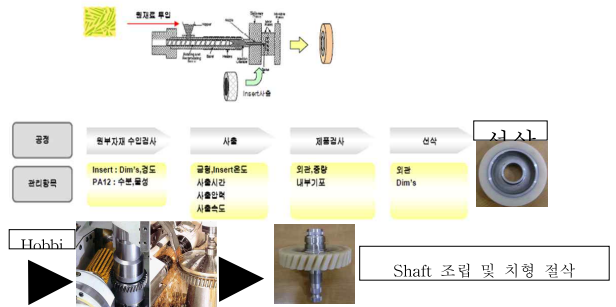 원재료 투입
Insert사출
공정
원부자재 수입검사
사출
제품검사
선삭
선삭
관리항목
Insert : Dim's,경도
PA12 : 수분,물성
금형,Insert온도
사출시간
사출압력
사출속도
외관,중량
내부기포
외관
Dim's
Hobbi
Shaft 조립 및 치형 절삭